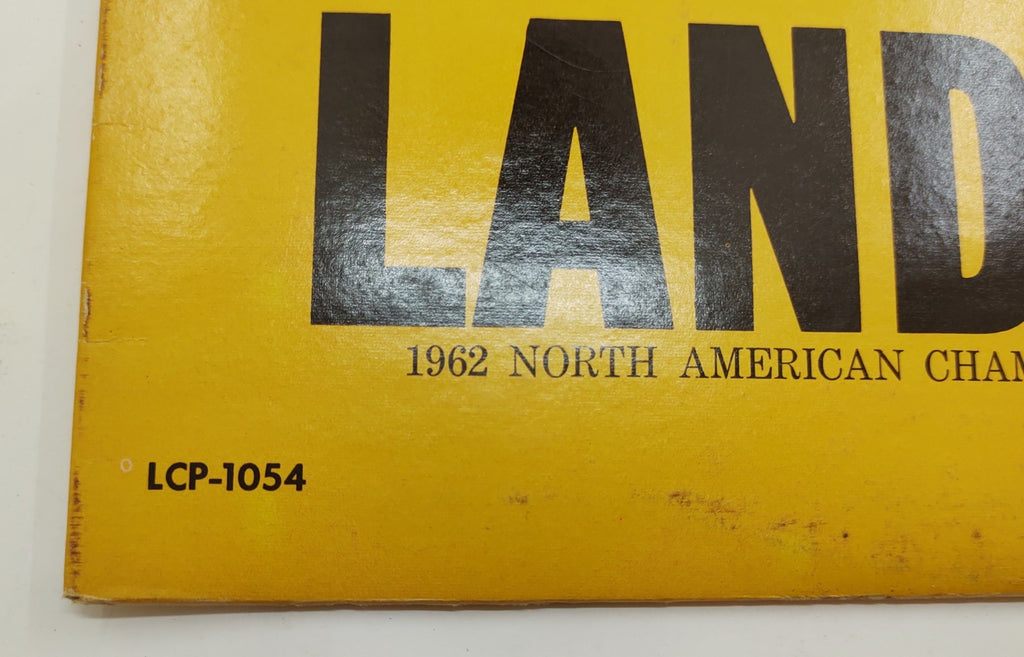 LAND
1962 NORTH AMERICAN CHAM
LCP-1054